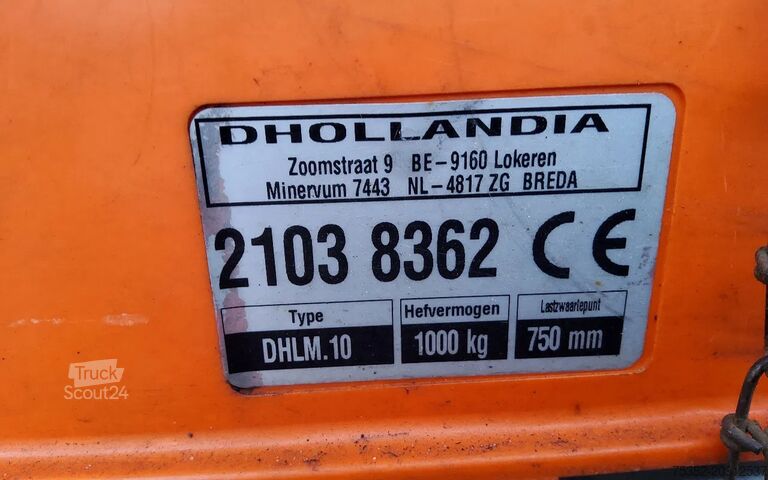 DHOLLANDIA
Zoomstraat 9 BE-9160 Lokeren
Minervum 7443 NL-4817 ZG BREDA
2103 8362 CE
Type Hefvermogen Lastzwaartepunt
DHLM.10 1000 kg 750 mm
Truck
Scout24